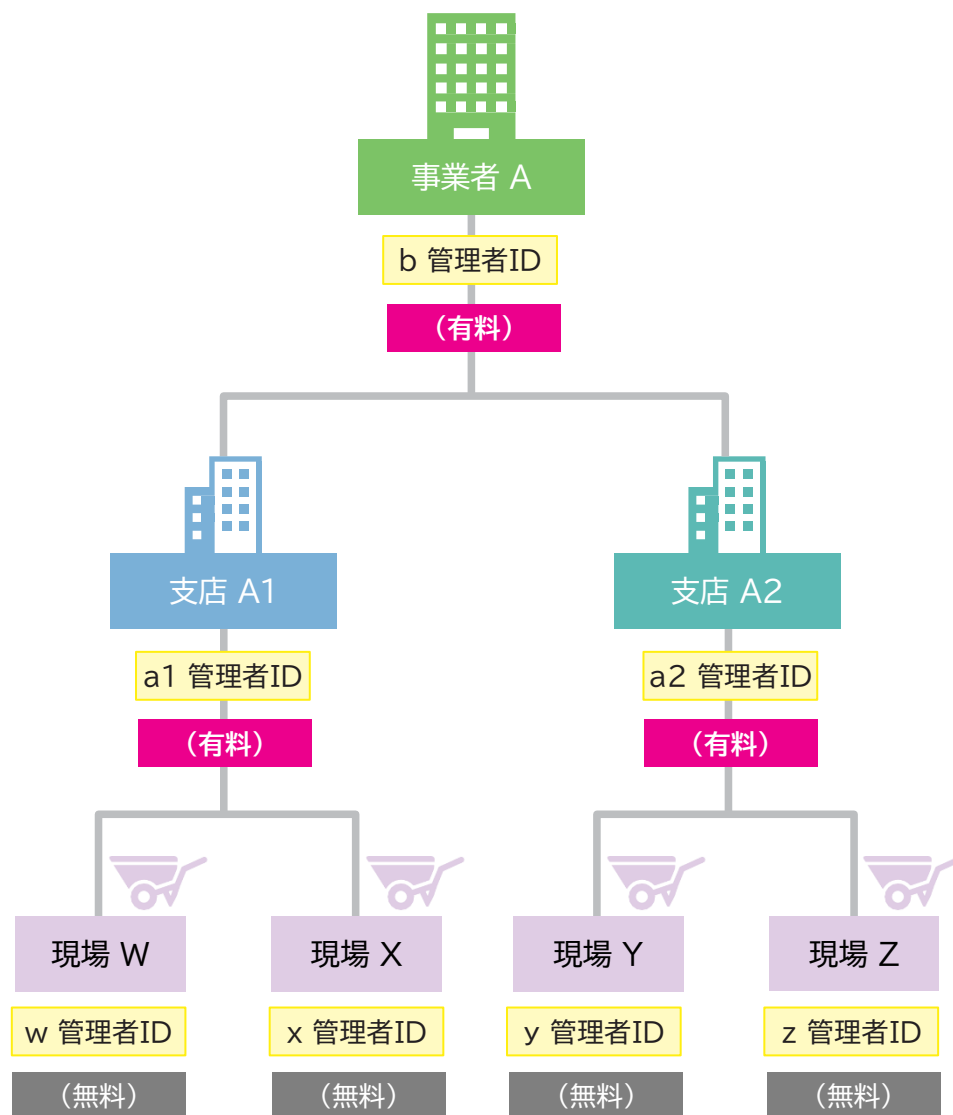 事業者 A
b 管理者ID
（有料）
支店 A1
支店 A2
a1 管理者ID
a2 管理者ID
（有料）
（有料）
現場 W
現場 X
現場 Y
現場 Z
w 管理者ID
x 管理者ID
y 管理者ID
z 管理者ID
（無料）
（無料）
（無料）
（無料）